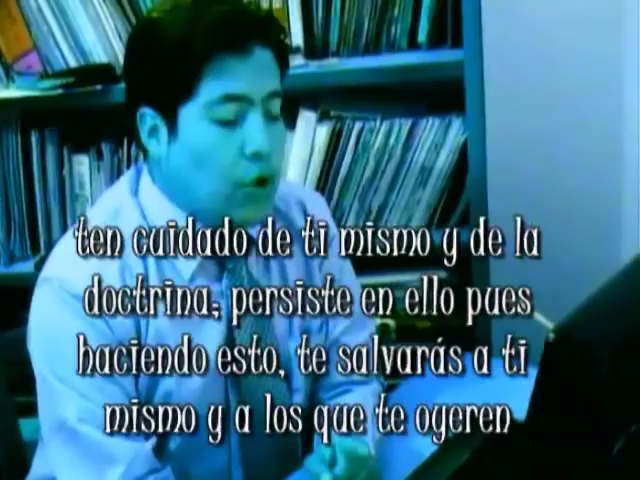 ten cuidado de ti mismo y de la
doctrina; persiste en ello pues
haciendo esto, te salvarás a ti
mismo y a los que te oyeren